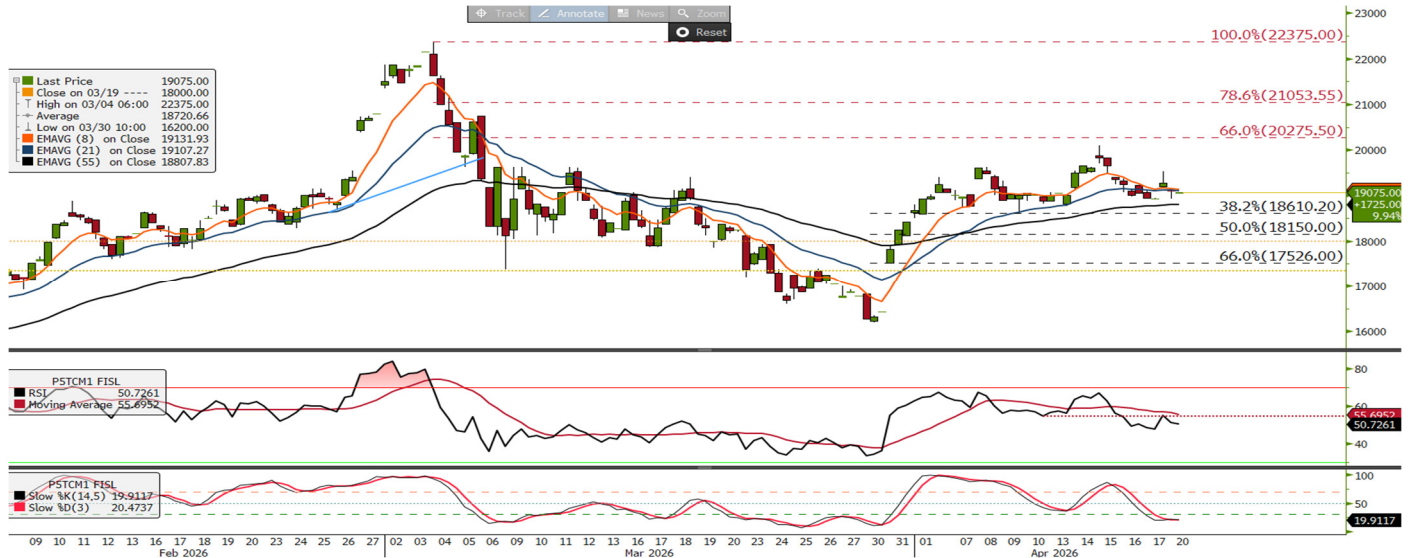 Track Annotate News Zoom
Reset
23000
100.0%(22375.00)
22000
78.6%(21053.55)
21000
66.0%(20275.50)
20000
19075.00
1725.00
9.94%
38.2%(18610.20)
50.0%(18150.00)
18000
66.0%(17526.00)
17000
16000
Last Price 19075.00
Close on 03/19 ---- 18000.00
High on 03/04 06:00 22375.00
Average 18720.66
Low on 03/30 10:00 16200.00
EMAVG (8) on Close 19131.93
EMAVG (21) on Close 19107.27
EMAVG (55) on Close 18807.83
P5TCM1 FISL
RSI 50.7261
Moving Average 55.6952
80
60
55.6952
50.7261
40
P5TCM1 FISL
Slow %K(14,5) 19.9117
Slow %D(3) 20.4737
100
50
19.9117
0
09 10 11 12 13 16 17 18 19 20 23 24 25 26 27 02 03 04 05 06 09 10 11 12 13 16 17 18 19 20 23 24 25 26 27 30 31 01 07 08 09 10 13 14 15 16 17 20
Feb 2026 Mar 2026 Apr 2026